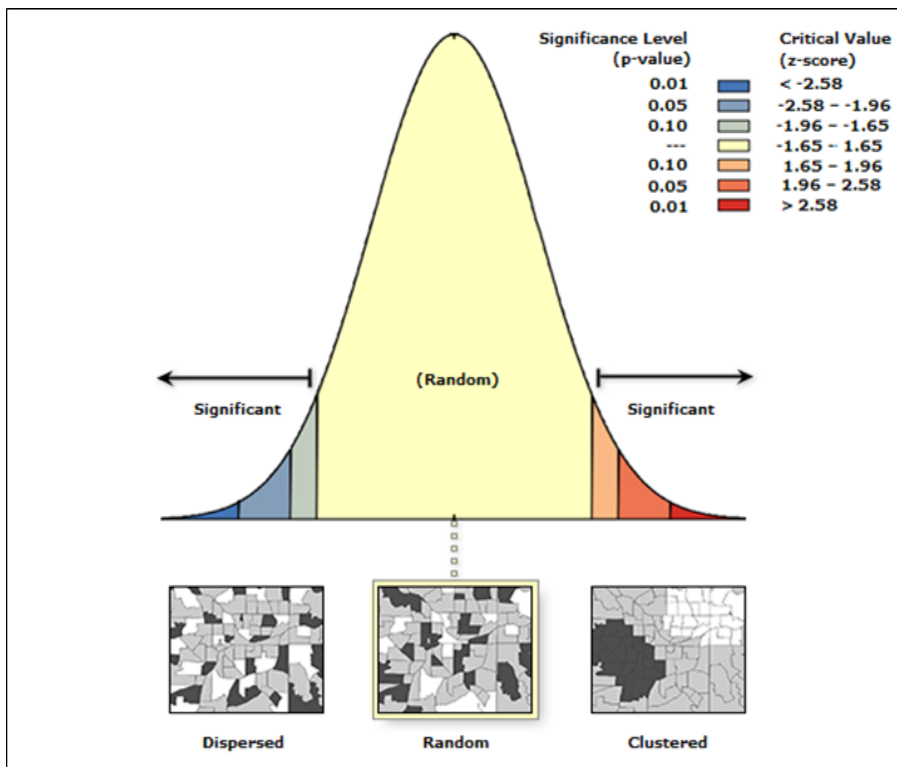 Significance Level Critical Value
(p-value) (z-score)
0.01 < -2.58
0.05 -2.58 – -1.96
0.10 -1.96 – -1.65
--- -1.65 - 1.65
0.10 1.65 – 1.96
0.05 1.96 – 2.58
0.01 > 2.58
(Random)
Significant Significant
Dispersed Random Clustered